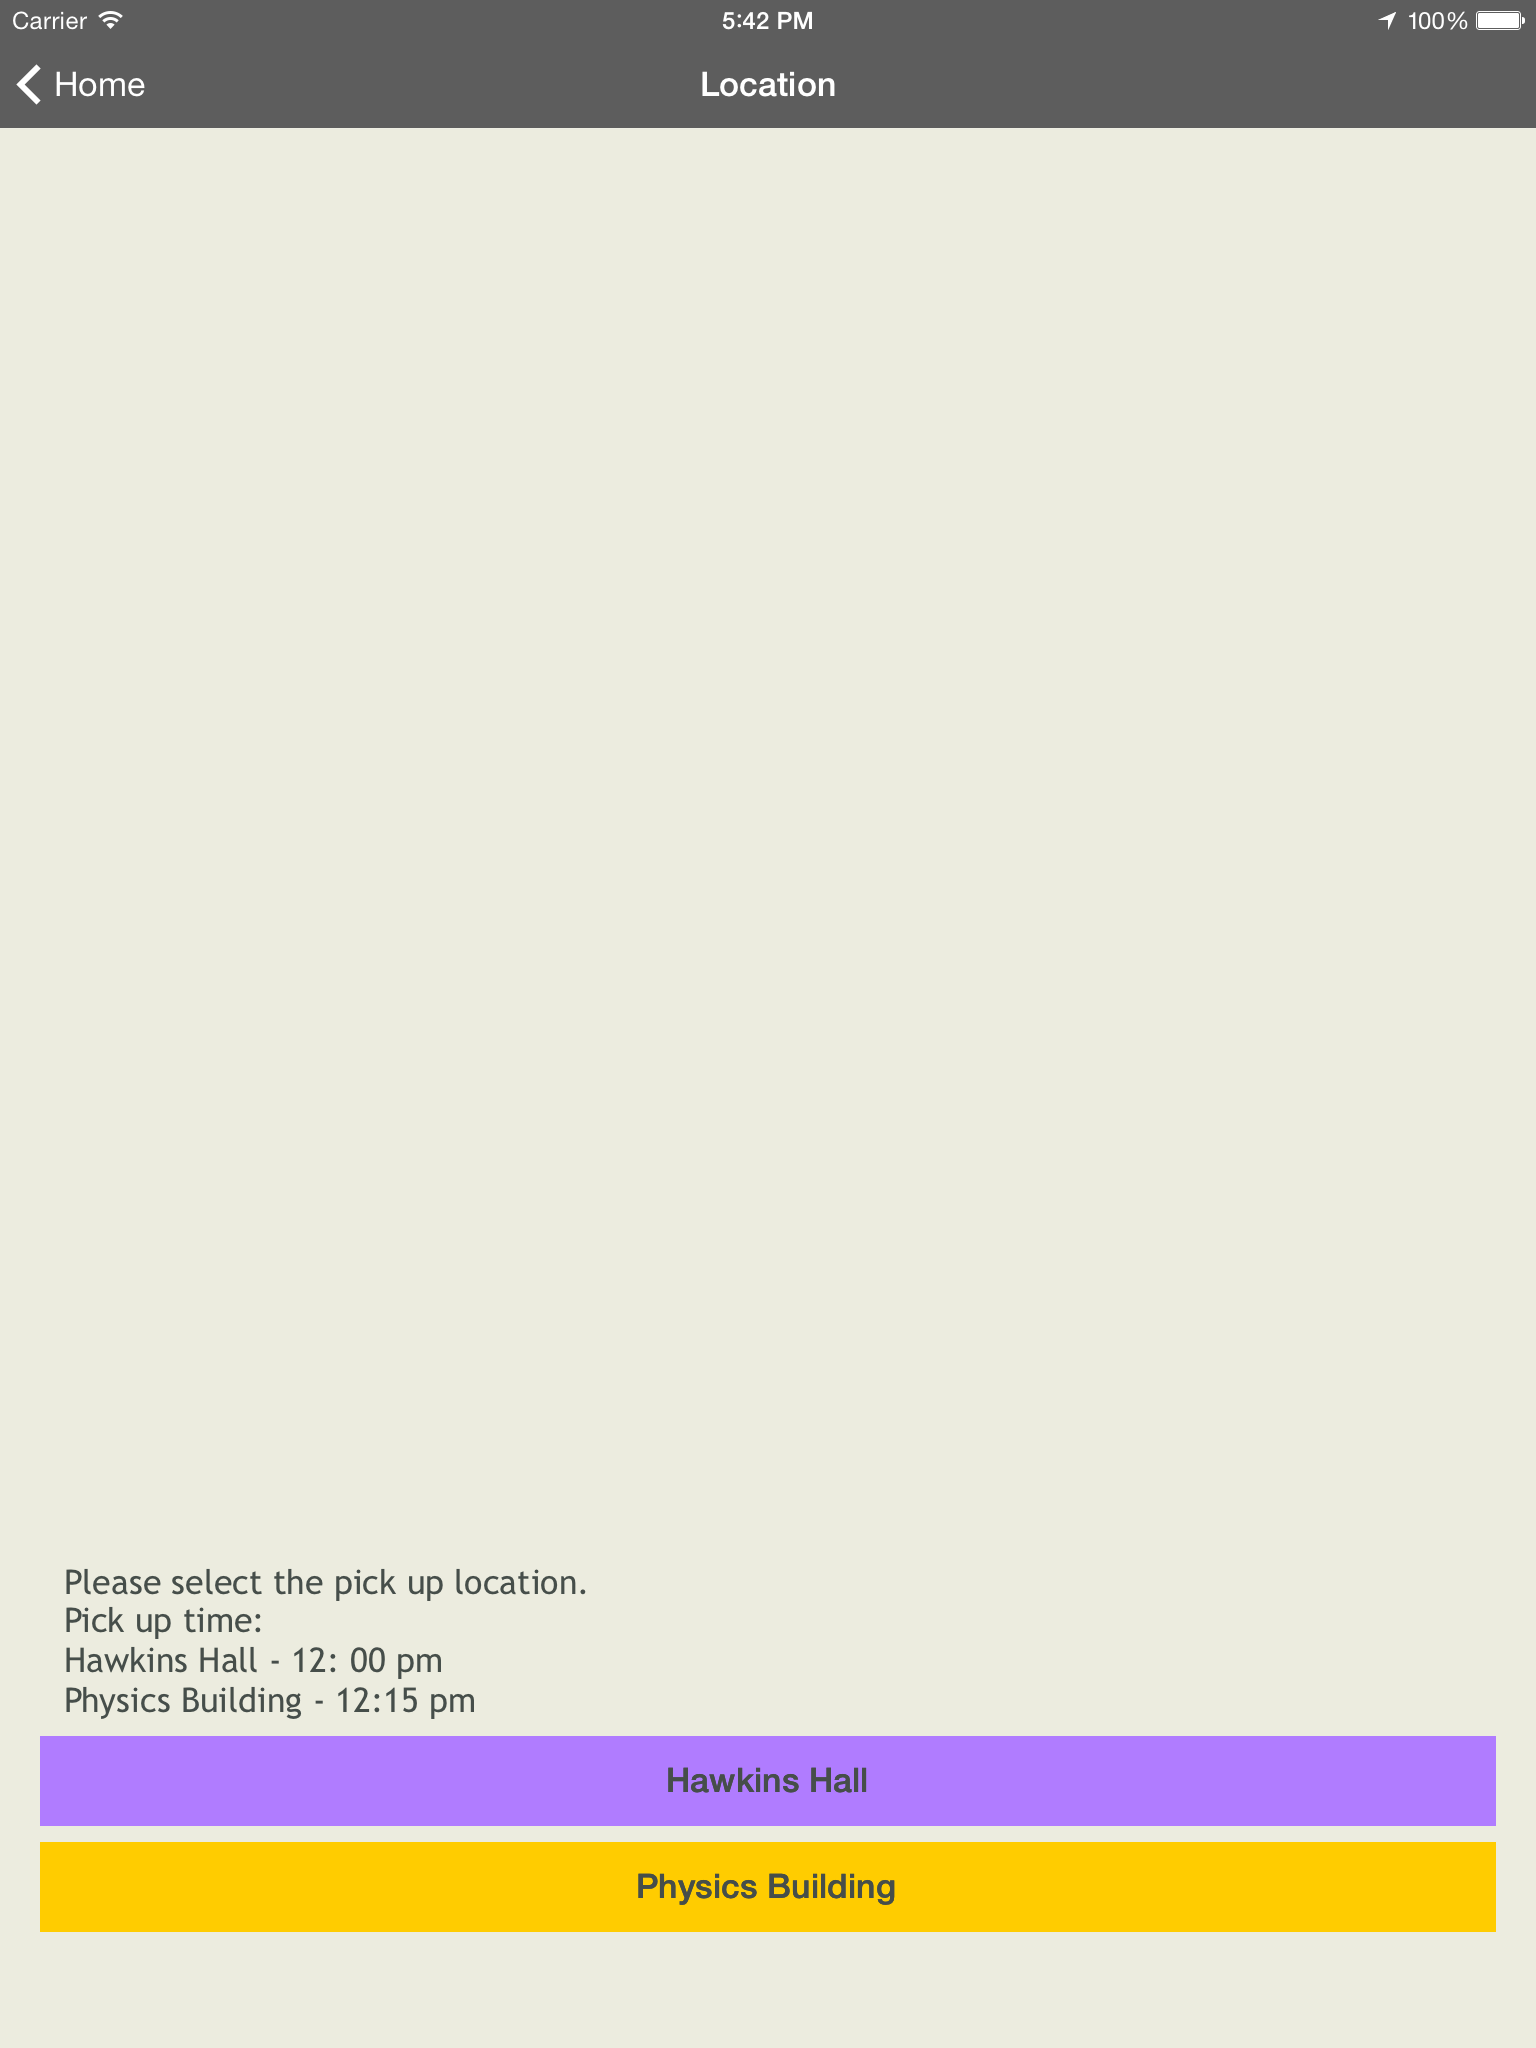 Carrier 5:42 PM 100%
Home Location
Please select the pick up location.
Pick up time:
Hawkins Hall - 12: 00 pm
Physics Building - 12:15 pm
Hawkins Hall
Physics Building